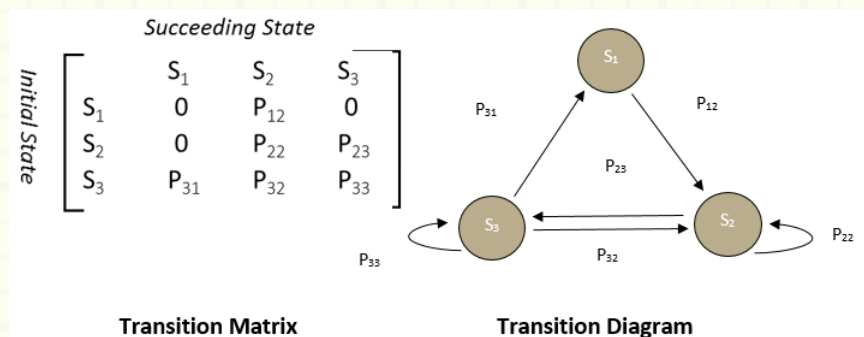 Succeeding State
Initial State
S₁ S₂ S₃
S₁ 0 P₁₂ 0
S₂ 0 P₂₂ P₂₃
S₃ P₃₁ P₃₂ P₃₃
S₁
P₃₁
P₁₂
P₂₃
S₃
S₂
P₃₃
P₃₂
P₂₂
Transition Matrix
Transition Diagram